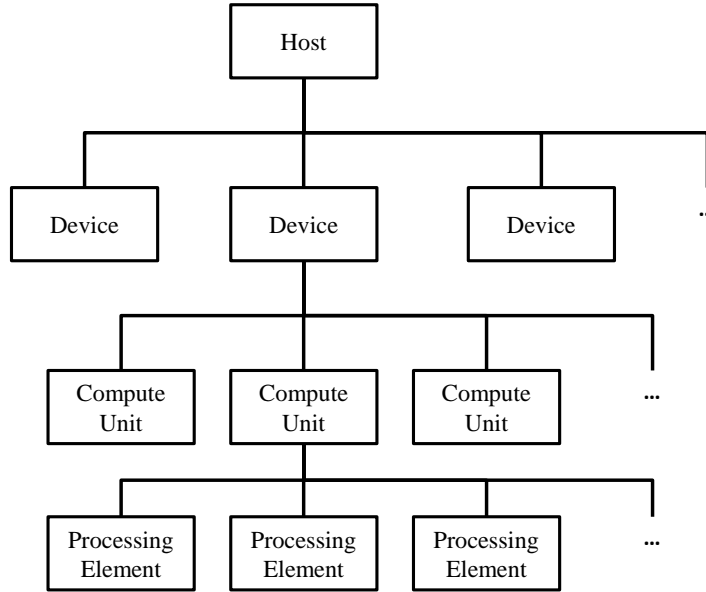 Host
Device
Device
Device
..
Compute
Unit
Compute
Unit
Compute
Unit
...
Processing
Element
Processing
Element
Processing
Element
...